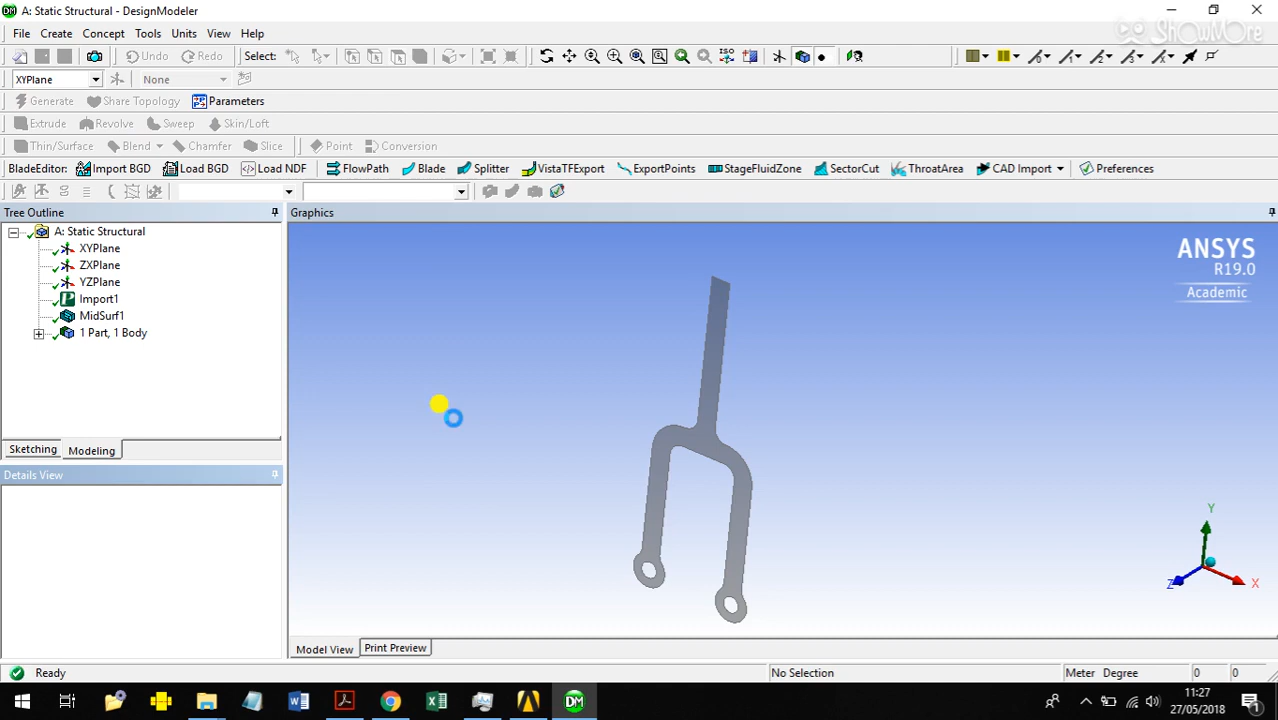 A: Static Structural - DesignModeler
ShowMore
File Create Concept Tools Units View Help
Undo Redo Select: ISO
XYPlane None
Generate Share Topology Parameters
Extrude Revolve Sweep Skin/Loft
Thin/Surface Blend Chamfer Slice Point Conversion
BladeEditor: Import BGD Load BGD Load NDF FlowPath Blade Splitter VistaTFExport ExportPoints StageFluidZone SectorCut ThroatArea CAD Import Preferences
Tree Outline
Graphics
A: Static Structural
XYPlane
ZXPlane
YZPlane
Import1
MidSurf1
1 Part, 1 Body
ANSYS
R19.0
Academic
Sketching Modeling
Details View
Y
Z
X
Model View Print Preview
Ready
No Selection
Meter Degree 0 0
DM
11:27
27/05/2018
1